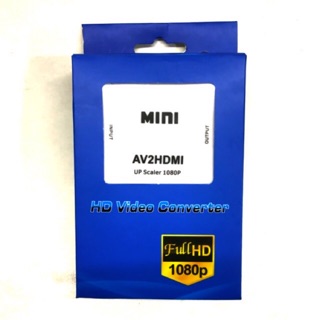 MINI
INPUT
OUTPUT
AV2HDMI
UP Scaler 1080P
HD Video Converter
Full HD
1080p